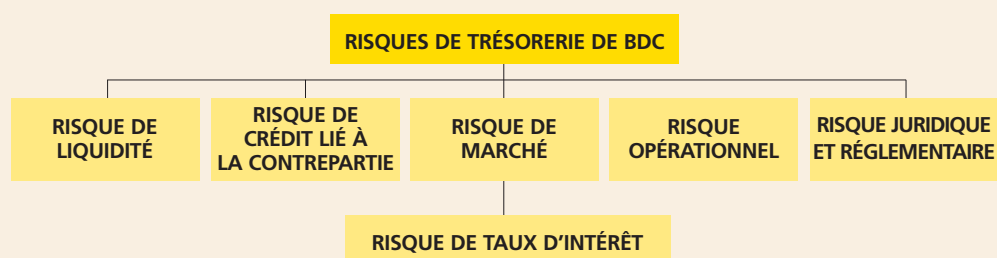 RISQUES DE TRÉSORERIE DE BDC
RISQUE DE
LIQUIDITÉ
RISQUE DE
CRÉDIT LIÉ À
LA CONTREPARTIE
RISQUE DE
MARCHÉ
RISQUE
OPÉRATIONNEL
RISQUE JURIDIQUE
ET RÉGLEMENTAIRE
RISQUE DE TAUX D’INTÉRÊT